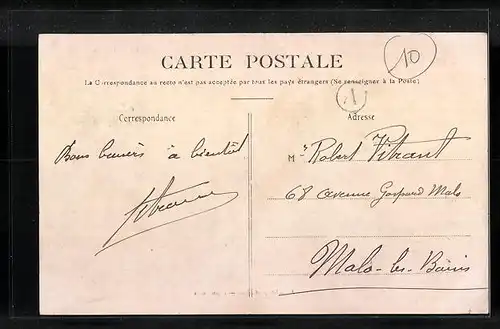 CARTE POSTALE
La Correspondance au recto n'est pas acceptée par tous les pays étrangers (Se renseigner à la Poste)
10
1
Correspondance
Bons baisers à bientôt
Adresse
M r Robert Vitrant
68 avenue Gaspard Malo
Malo-les-Bains